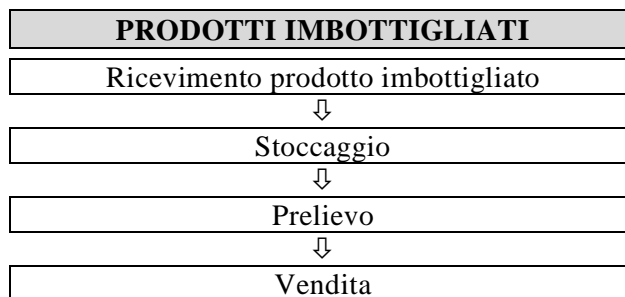 PRODOTTI IMBOTTIGLIATI
Ricevimento prodotto imbottigliato
⇩
Stoccaggio
⇩
Prelievo
⇩
Vendita